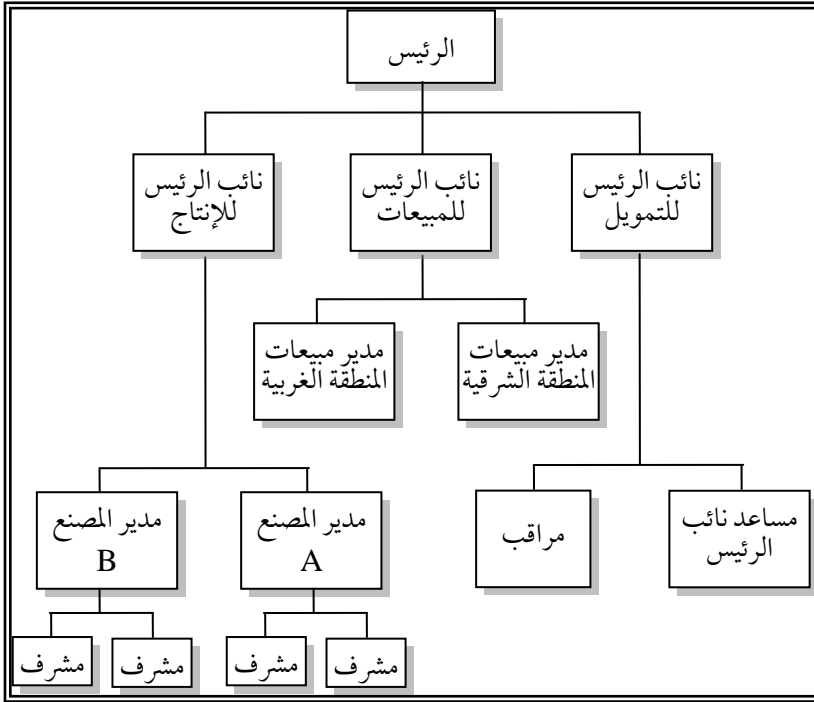 الرئيس
نائب الرئيس
للتمويل
نائب الرئيس
للمبيعات
نائب الرئيس
للإنتاج
مدير مبيعات
المنطقة الشرقية
مدير مبيعات
المنطقة الغربية
مساعد نائب
الرئيس
مراقب
مدير المصنع
A
مدير المصنع
B
مشرف
مشرف
مشرف
مشرف